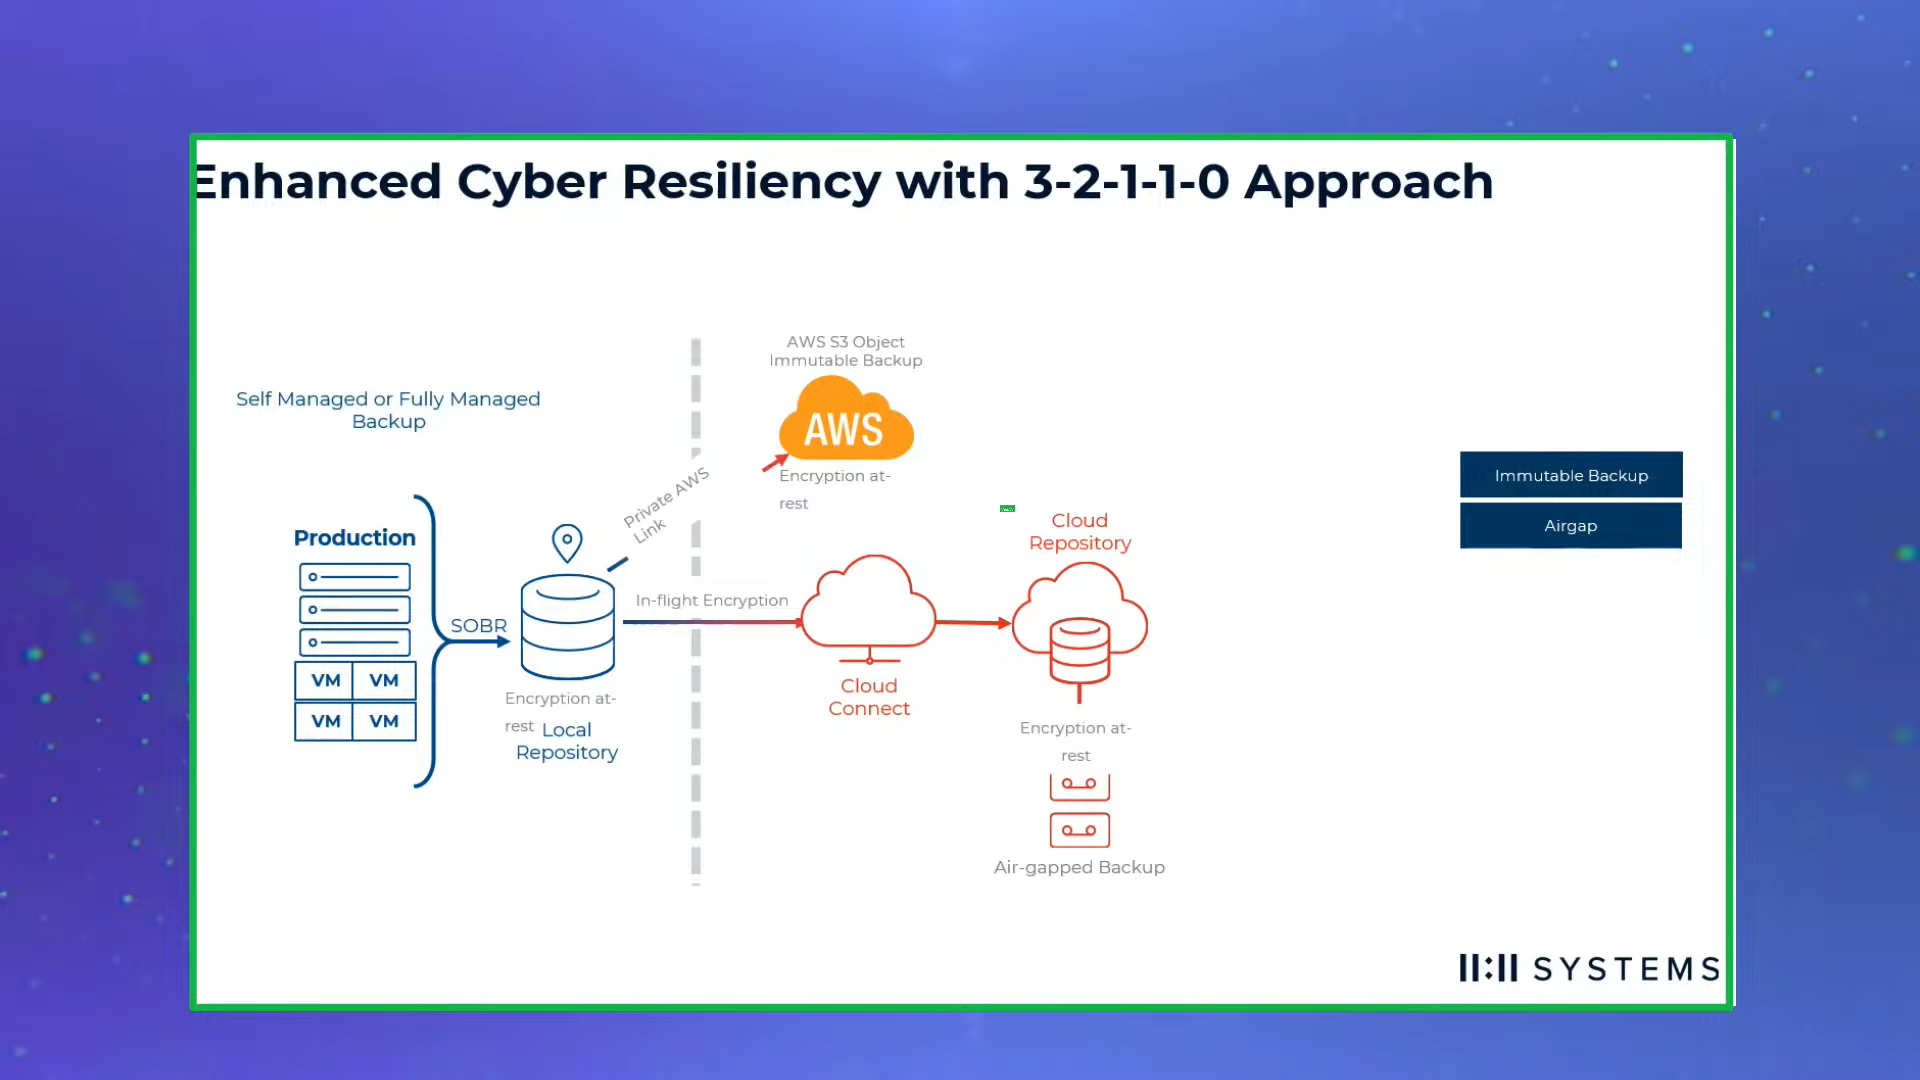 Enhanced Cyber Resiliency with 3-2-1-1-0 Approach
AWS S3 Object
Immutable Backup
AWS
Encryption at-
rest
Self Managed or Fully Managed
Backup
Private AWS
Link
Immutable Backup
Airgap
Production
VM VM
VM VM
SOBR
Encryption at-
rest
Local
Repository
In-flight Encryption
Cloud
Connect
Cloud
Repository
Encryption at-
rest
Air-gapped Backup
11:11 SYSTEMS